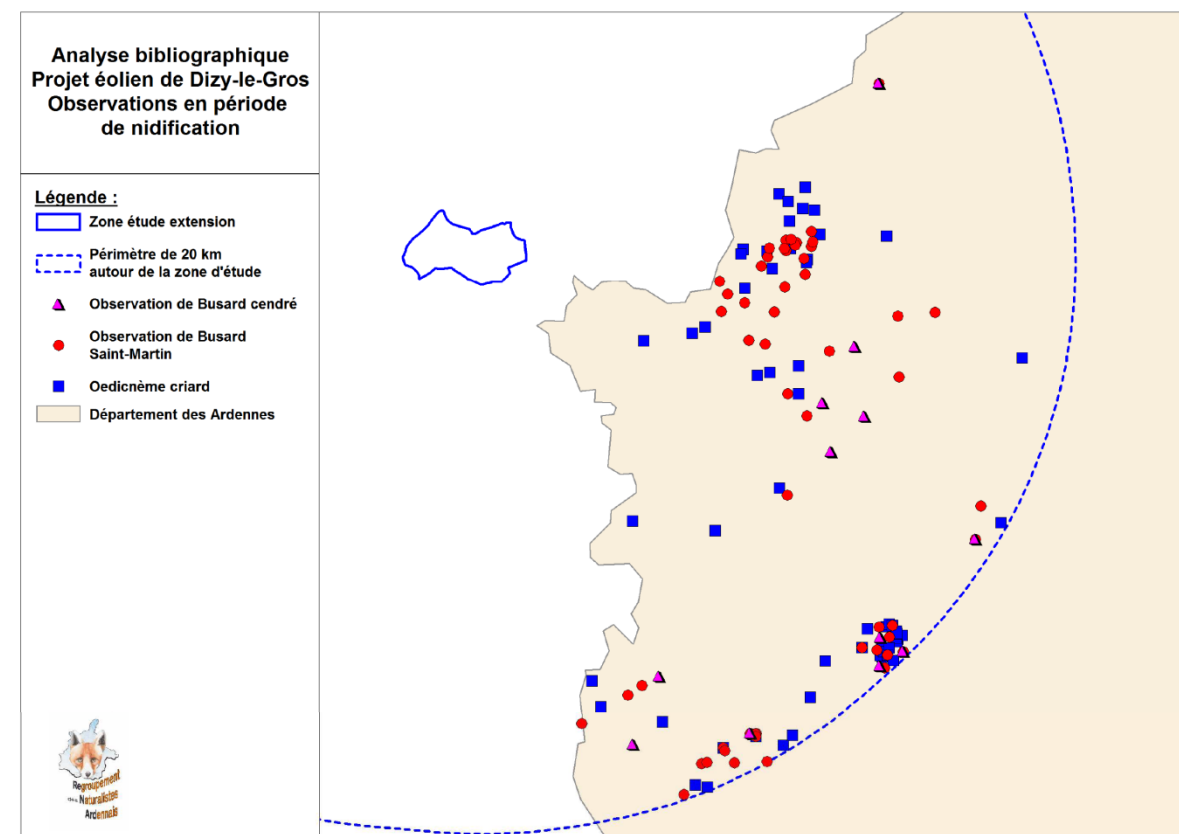 Analyse bibliographique
Projet éolien de Dizy-le-Gros
Observations en période
de nidification
Légende :
Zone étude extension
Périmètre de 20 km
autour de la zone d'étude
Observation de Busard cendré
Observation de Busard
Saint-Martin
Oedicnème criard
Département des Ardennes
Regroupement
des Naturalistes
Ardennais